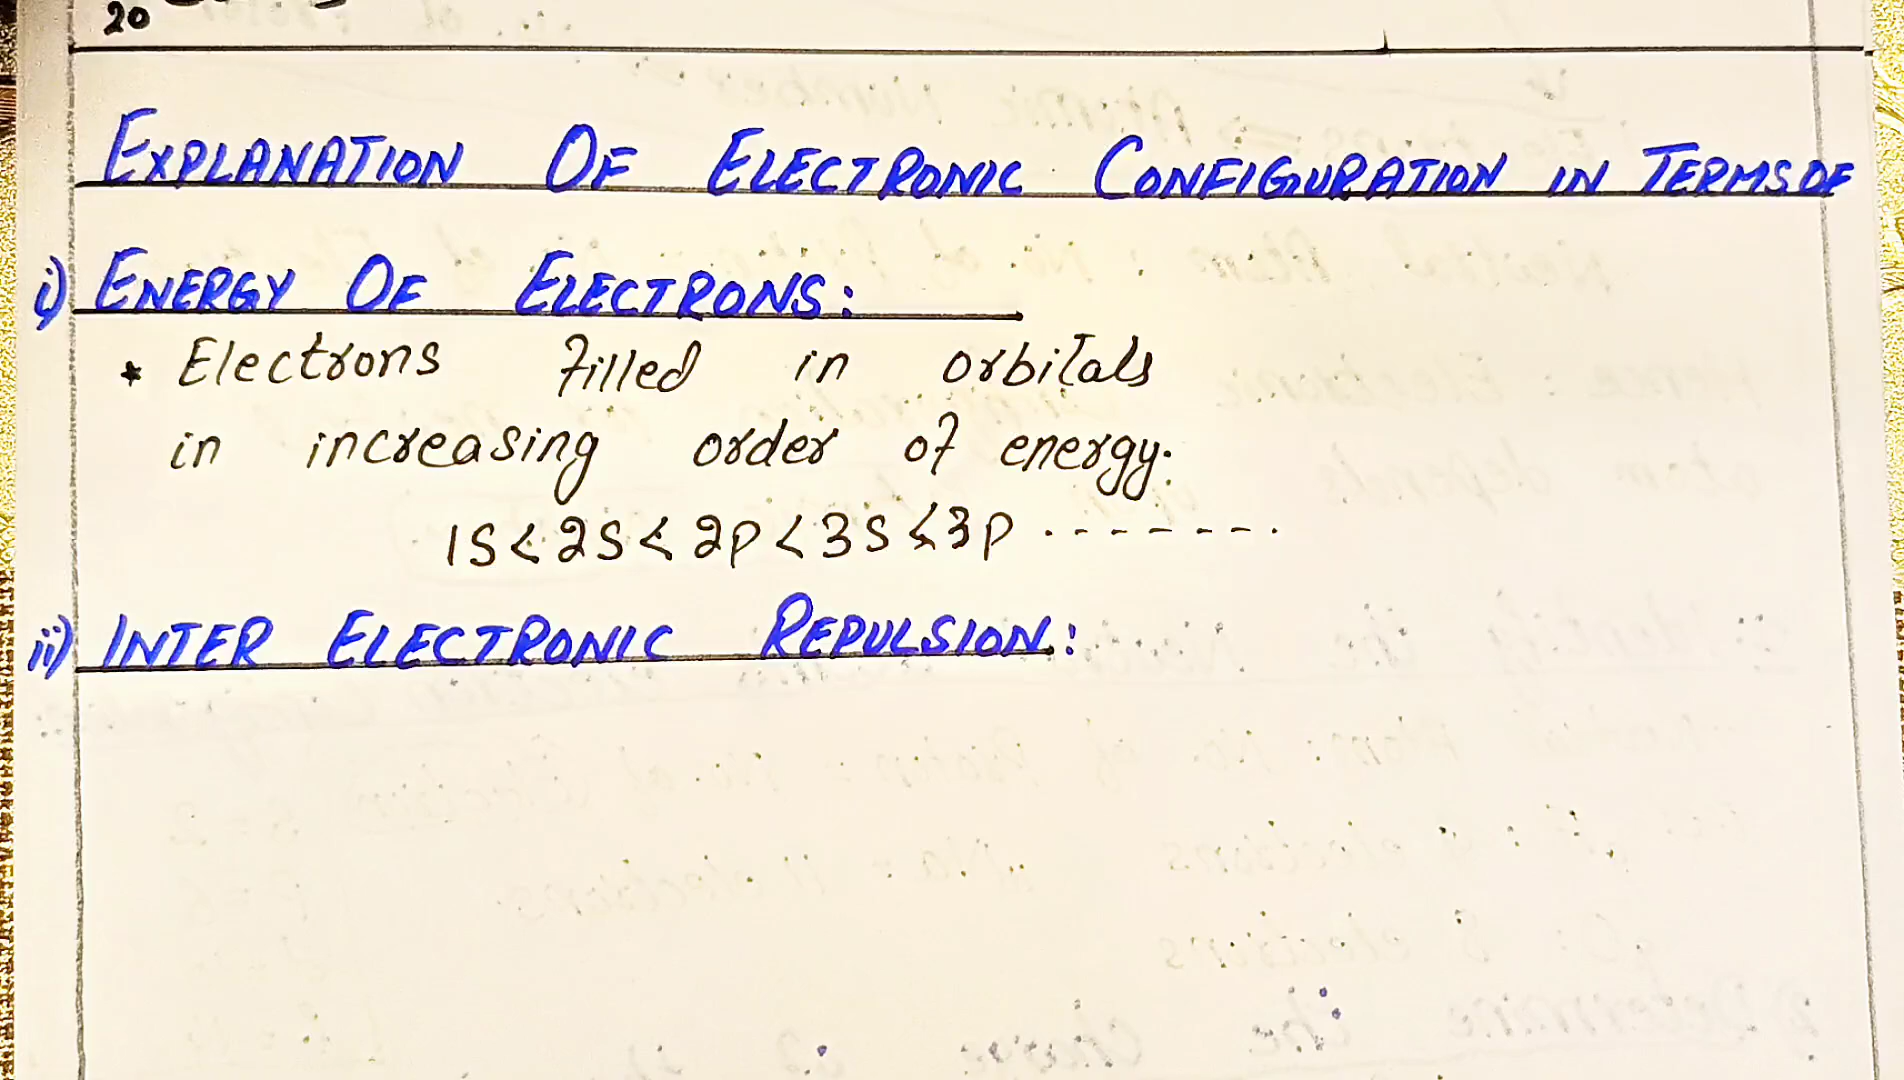 20
EXPLANATION OF ELECTRONIC CONFIGURATION IN TERMS OF
i) ENERGY OF ELECTRONS:
* Electrons filled in orbitals
in increasing order of energy.
1S < 2S < 2p < 3S < 3p . - - - - - - .
ii) INTER ELECTRONIC REPULSION: